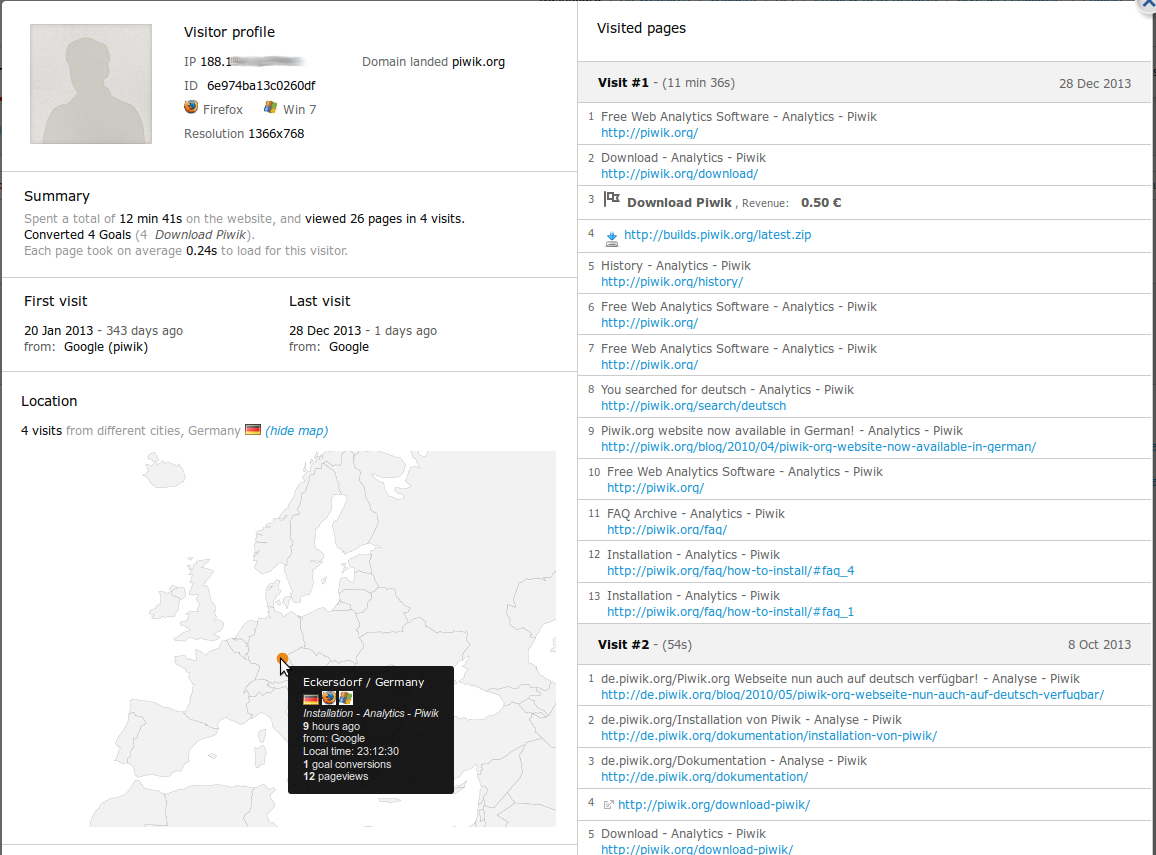 Visitor profile
IP 188.1
Domain landed piwik.org
ID 6e974ba13c0260df
Firefox Win 7
Resolution 1366x768
Summary
Spent a total of 12 min 41s on the website, and viewed 26 pages in 4 visits.
Converted 4 Goals (4 Download Piwik).
Each page took on average 0.24s to load for this visitor.
First visit
20 Jan 2013 - 343 days ago
from: Google (piwik)
Last visit
28 Dec 2013 - 1 days ago
from: Google
Location
4 visits from different cities, Germany (hide map)
Eckersdorf / Germany
Installation - Analytics - Piwik
9 hours ago
from: Google
Local time: 23:12:30
1 goal conversions
12 pageviews
Visited pages
Visit #1 - (11 min 36s) 28 Dec 2013
1 Free Web Analytics Software - Analytics - Piwik
http://piwik.org/
2 Download - Analytics - Piwik
http://piwik.org/download/
3 Download Piwik , Revenue: 0.50 €
4 http://builds.piwik.org/latest.zip
5 History - Analytics - Piwik
http://piwik.org/history/
6 Free Web Analytics Software - Analytics - Piwik
http://piwik.org/
7 Free Web Analytics Software - Analytics - Piwik
http://piwik.org/
8 You searched for deutsch - Analytics - Piwik
http://piwik.org/search/deutsch
9 Piwik.org website now available in German! - Analytics - Piwik
http://piwik.org/blog/2010/04/piwik-org-website-now-available-in-german/
10 Free Web Analytics Software - Analytics - Piwik
http://piwik.org/
11 FAQ Archive - Analytics - Piwik
http://piwik.org/faq/
12 Installation - Analytics - Piwik
http://piwik.org/faq/how-to-install/#faq_4
13 Installation - Analytics - Piwik
http://piwik.org/faq/how-to-install/#faq_1
Visit #2 - (54s) 8 Oct 2013
1 de.piwik.org/Piwik.org Webseite nun auch auf deutsch verfügbar! - Analyse - Piwik
http://de.piwik.org/blog/2010/05/piwik-org-webseite-nun-auch-auf-deutsch-verfugbar/
2 de.piwik.org/Installation von Piwik - Analyse - Piwik
http://de.piwik.org/dokumentation/installation-von-piwik/
3 de.piwik.org/Dokumentation - Analyse - Piwik
http://de.piwik.org/dokumentation/
4 http://piwik.org/download-piwik/
5 Download - Analytics - Piwik
http://piwik.org/download-piwik/